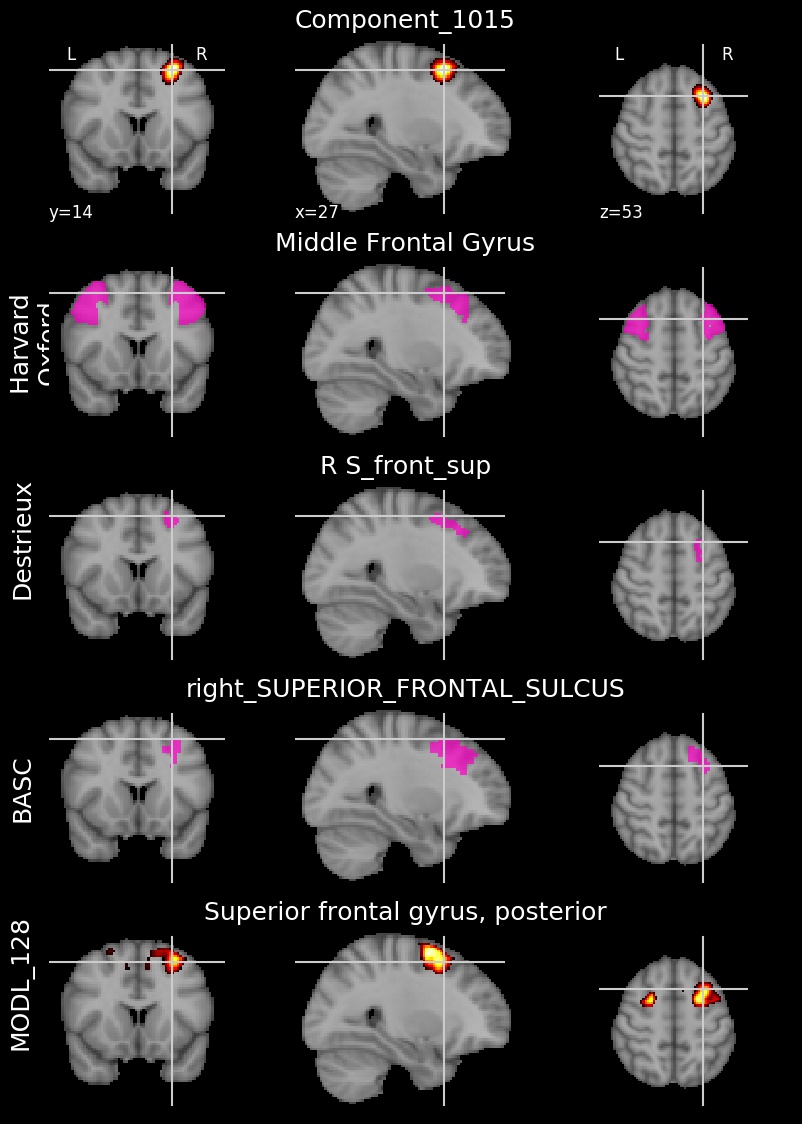 Component_1015
L R L R
y=14 x=27 z=53
Middle Frontal Gyrus
Harvard
R S_front_sup
Destrieux
right_SUPERIOR_FRONTAL_SULCUS
BASC
Superior frontal gyrus, posterior
MODL_128